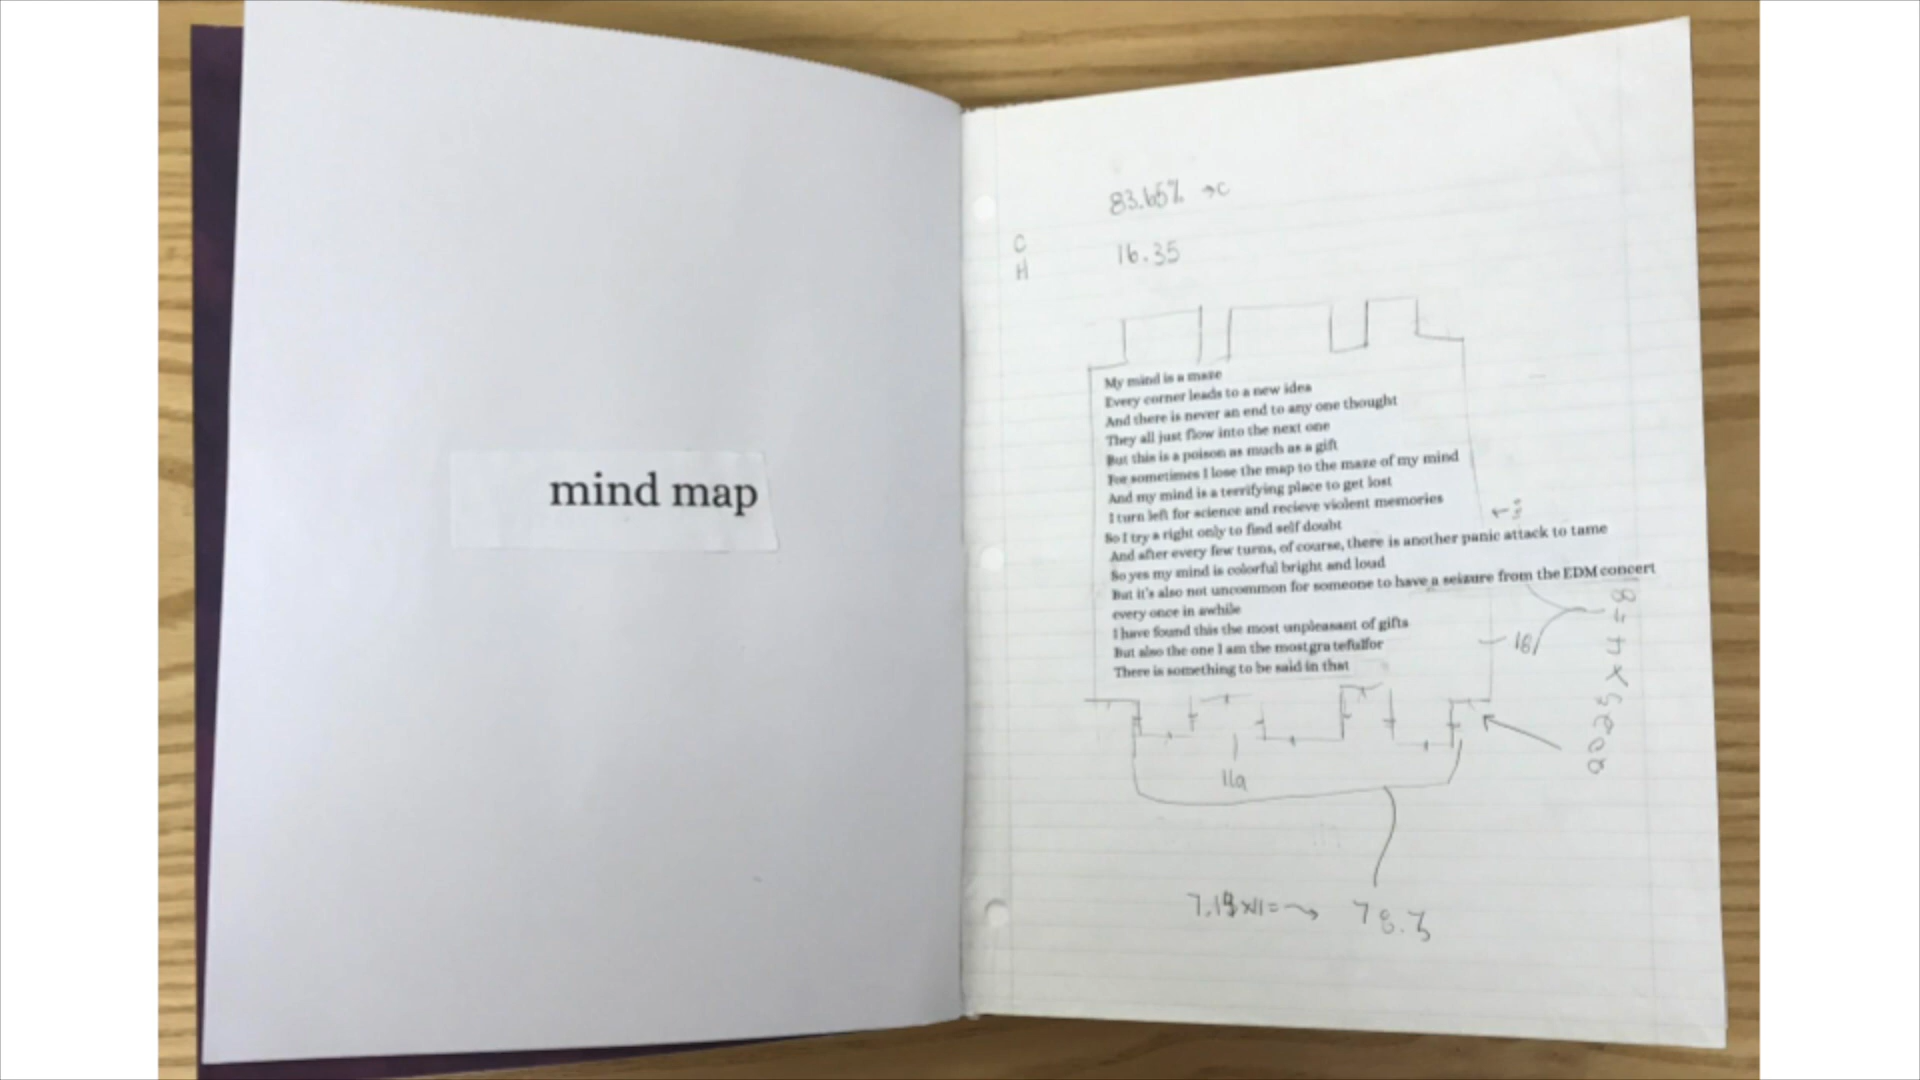 mind map
83.65% → C
C
H
16.35
My mind is a maze
Every corner leads to a new idea
And there is never an end to any one thought
They all just flow into the next one
But this is a poison as much as a gift
For sometimes I lose the map to the maze of my mind
And my mind is a terrifying place to get lost
I turn left for science and recieve violent memories
So I try a right only to find self doubt
And after every few turns, of course, there is another panic attack to tame
So yes my mind is colorful bright and loud
But it's also not uncommon for someone to have a seizure from the EDM concert
every once in awhile
I have found this the most unpleasant of gifts
But also the one I am the most gra tefulfor
There is something to be said in that
11a
7.18x11= → 78.3